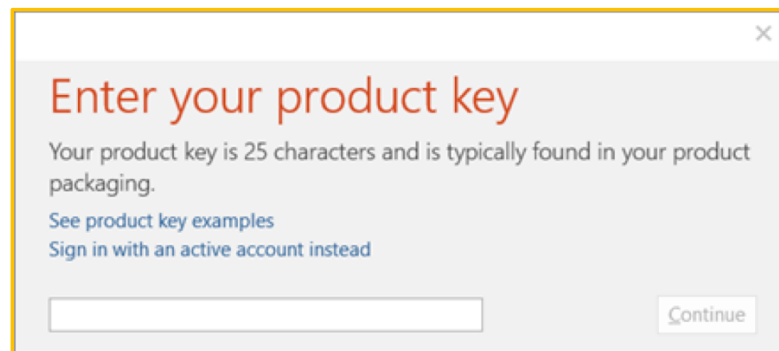 Enter your product key
Your product key is 25 characters and is typically found in your product
packaging.
See product key examples
Sign in with an active account instead
Continue